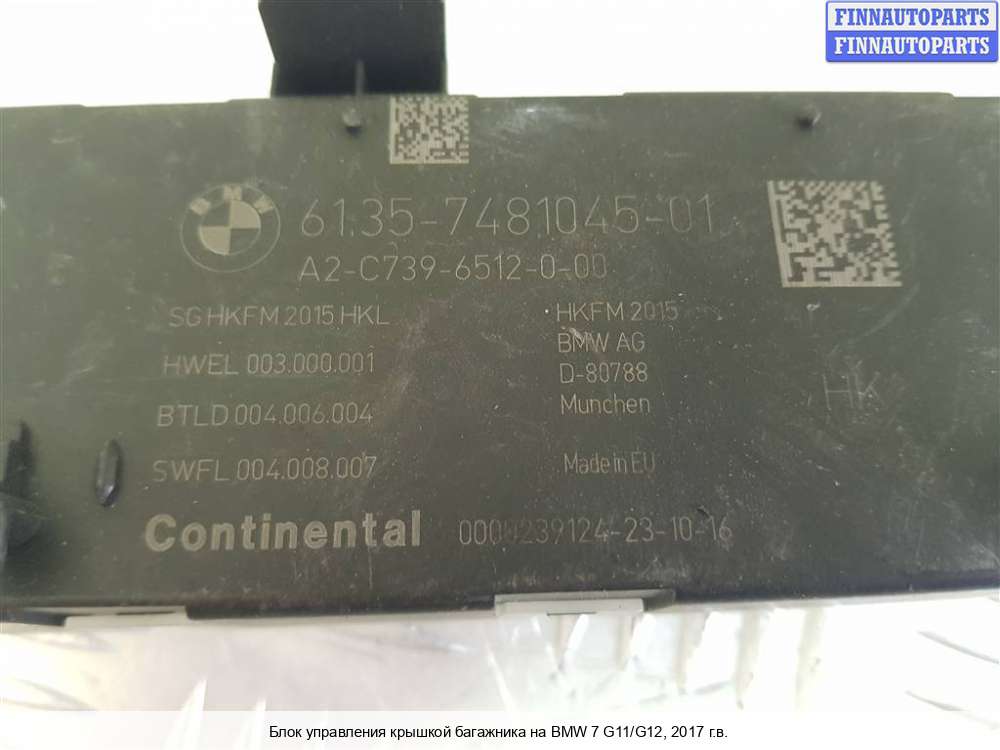 FINNAUTOPARTS
FINNAUTOPARTS
BMW
61.35-7481045-01
A2-C739-6512-0-00
SG HKFM 2015 HKL
HWEL 003.000.001
BTLD 004.006.004
SWFL 004.008.007
HKFM 2015
BMW AG
D-80788
Munchen
HK
Made in EU
Continental
23-10-16
Блок управления крышкой багажника на BMW 7 G11/G12, 2017 г.в.